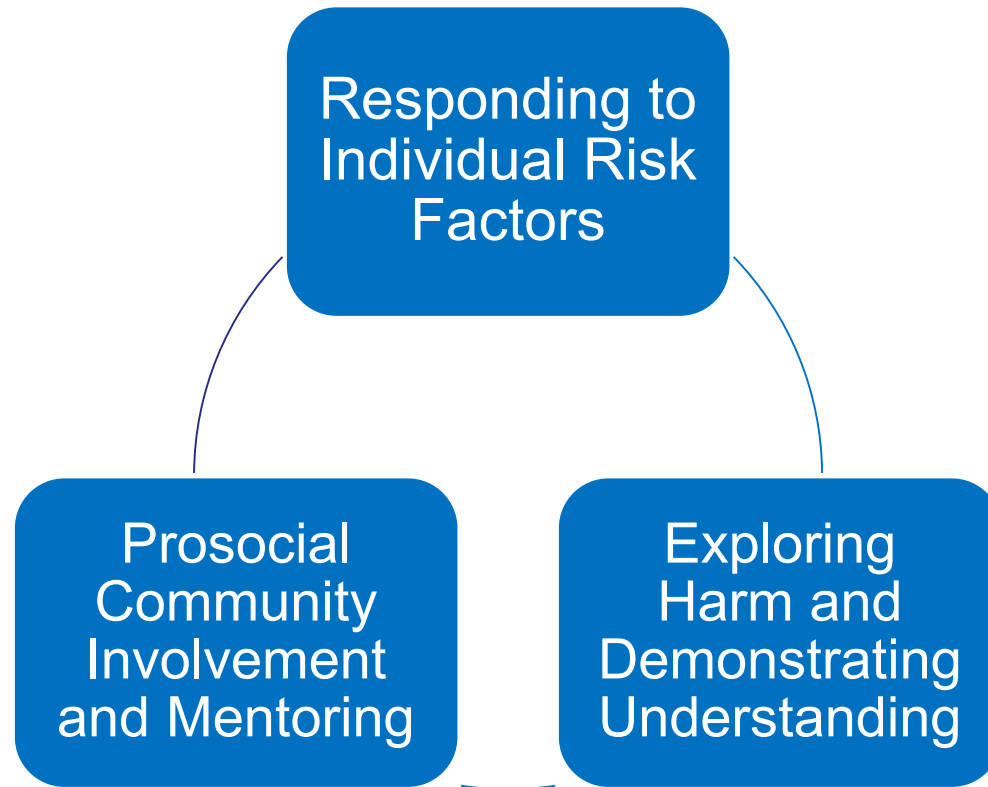 Responding to
Individual Risk
Factors
Prosocial
Community
Involvement
and Mentoring
Exploring
Harm and
Demonstrating
Understanding